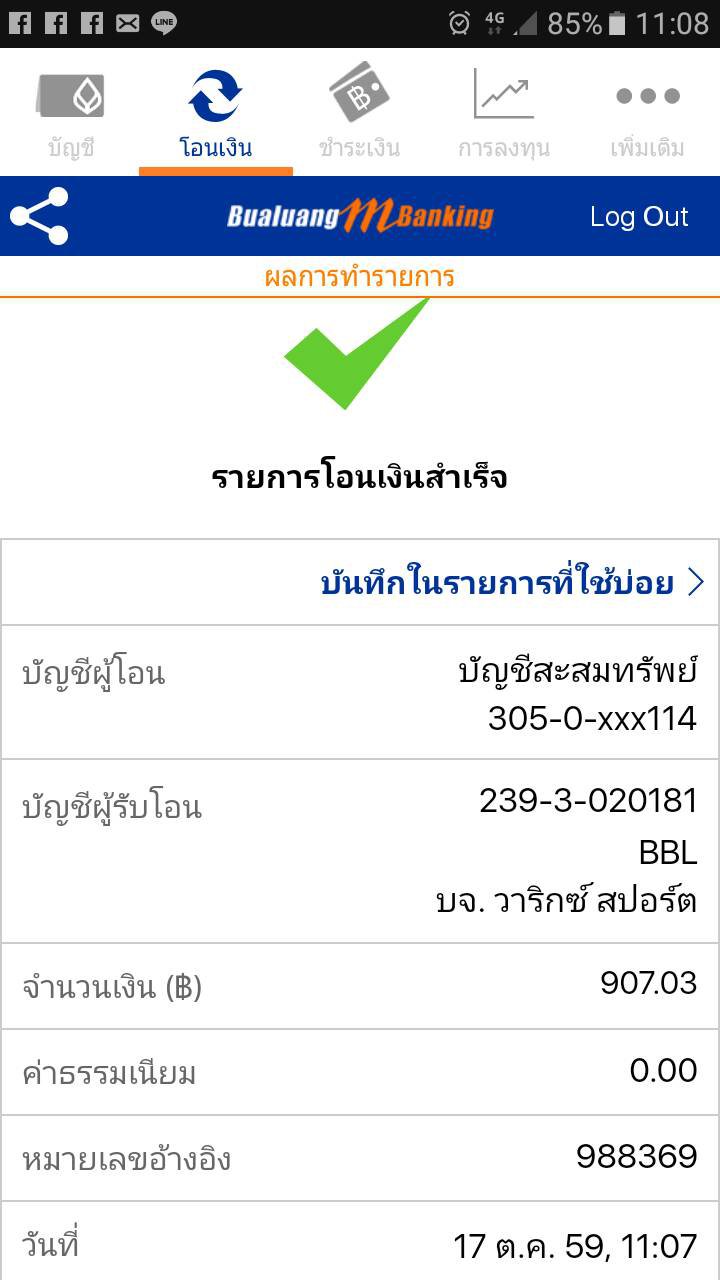 LINE 4G 85% 11:08
บัญชี โอนเงิน ชำระเงิน การลงทุน เพิ่มเติม
Bualuang mBanking Log Out
ผลการทำรายการ
รายการโอนเงินสำเร็จ
บันทึกในรายการที่ใช้บ่อย
บัญชีผู้โอน บัญชีสะสมทรัพย์
305-0-xxx114
บัญชีผู้รับโอน 239-3-020181
BBL
บจ. วาริกซ์ สปอร์ต
จำนวนเงิน (฿) 907.03
ค่าธรรมเนียม 0.00
หมายเลขอ้างอิง 988369
วันที่ 17 ต.ค. 59, 11:07